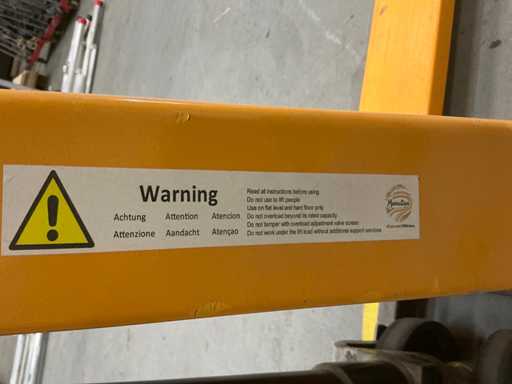 Warning
Achtung Attention Atencion
Attenzione Aandacht Atençao
Read all instructions before using.
Do not use to lift people
Use on flat level and hard floor only.
Do not overload beyond its rated capacity.
Do not tamper with overload adjustment valve screws
Do not work under the lift load without additional support services